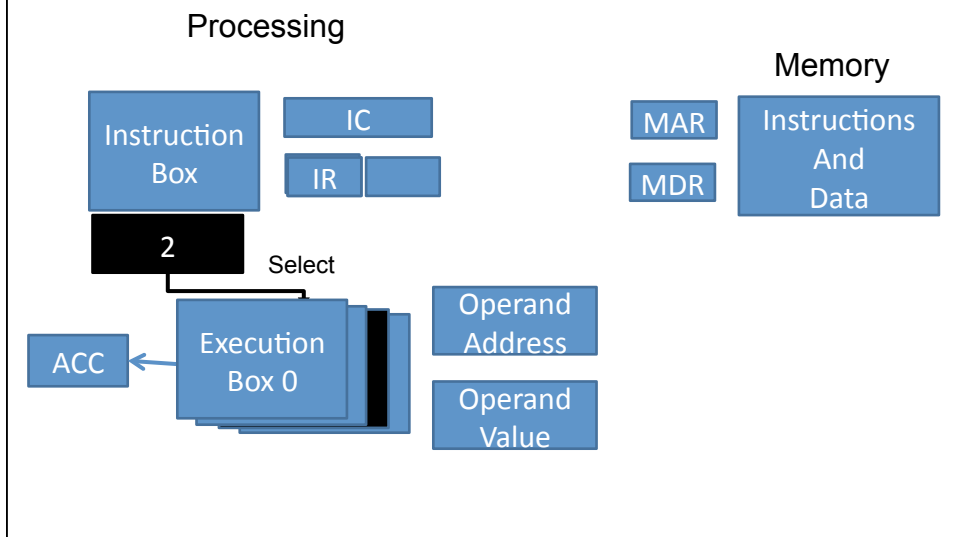 Processing
Memory
Instruction
Box
IC
IR
MAR
MDR
Instructions
And
Data
2
Select
Execution
Box 0
ACC
Operand
Address
Operand
Value